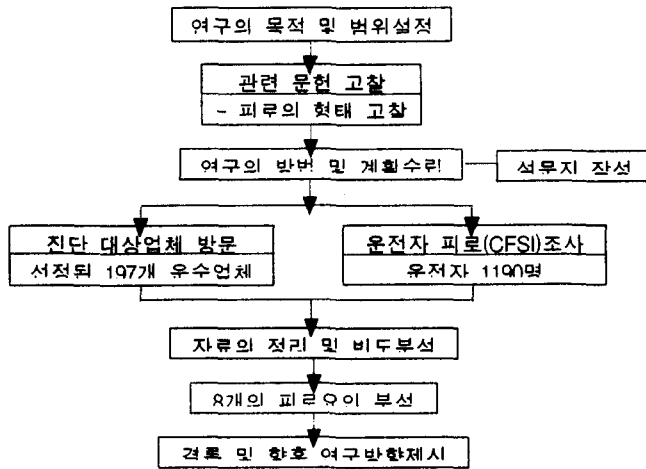 연구의 목적 및 범위설정
관련 문헌 고찰
- 피로의 형태 고찰
연구의 방법 및 계획수립
설문지 작성
진단 대상업체 방문
선정된 197개 운수업체
운전자 피로(CFSI)조사
운전자 1190명
자료의 정리 및 빈도분석
8개의 피로요인 분석
결론 및 향후 연구방향제시